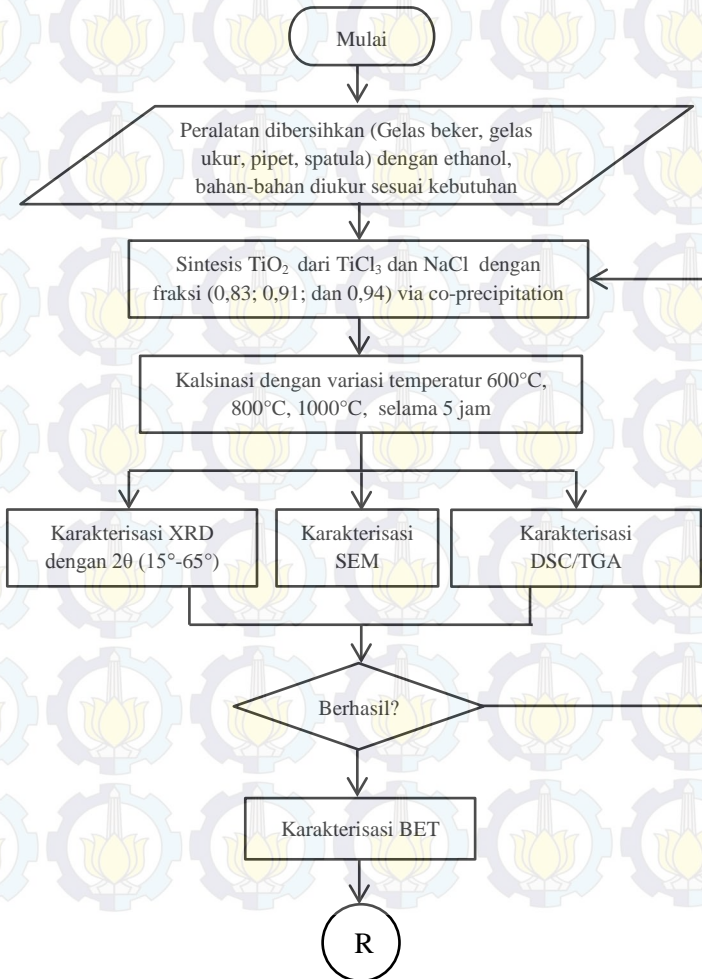 Mulai
Peralatan dibersihkan (Gelas beker, gelas
ukur, pipet, spatula) dengan ethanol,
bahan-bahan diukur sesuai kebutuhan
Sintesis TiO₂ dari TiCl₃ dan NaCl dengan
fraksi (0,83; 0,91; dan 0,94) via co-precipitation
Kalsinasi dengan variasi temperatur 600°C,
800°C, 1000°C, selama 5 jam
Karakterisasi XRD
dengan 2θ (15°-65°)
Karakterisasi
SEM
Karakterisasi
DSC/TGA
Berhasil?
Karakterisasi BET
R